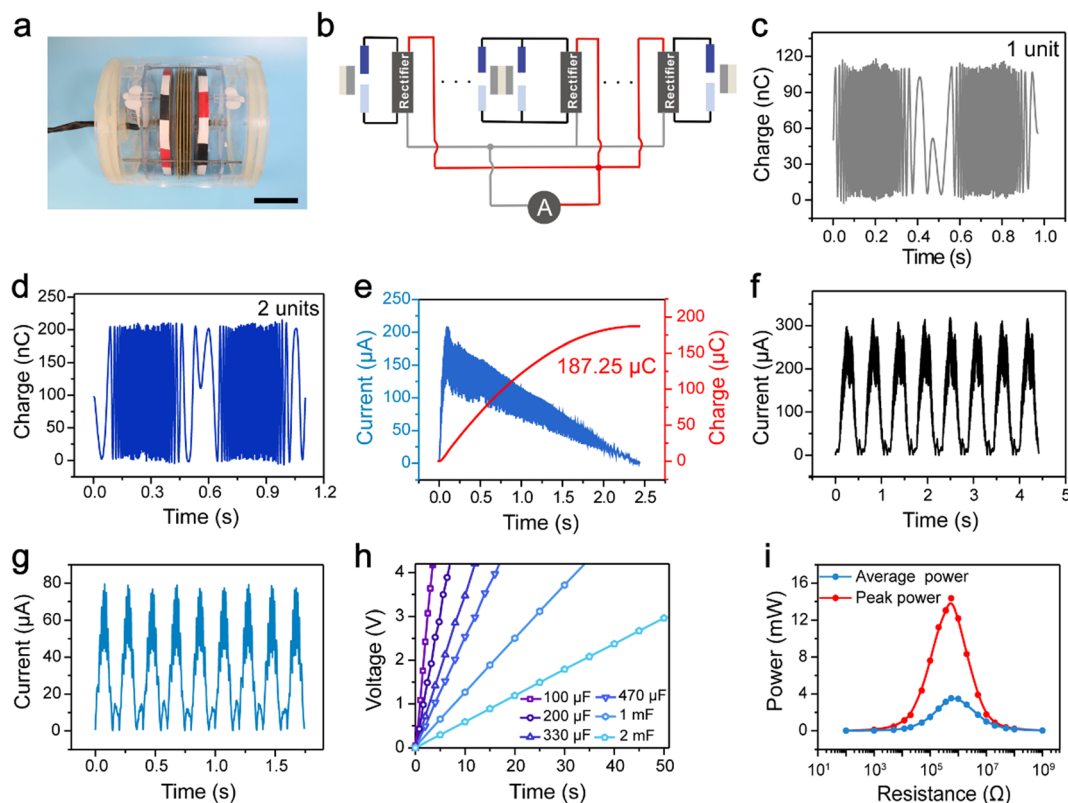 a
b
Rectifier
Rectifier
Rectifier
A
c
1 unit
Charge (nC)
120
90
60
30
0
0.0 0.2 0.4 0.6 0.8 1.0
Time (s)
d
2 units
Charge (nC)
250
200
150
100
50
0
0.0 0.3 0.6 0.9 1.2
Time (s)
e
Current (µA)
250
200
150
100
50
0
187.25 µC
200
150
100
50
0
Charge (µC)
0.0 0.5 1.0 1.5 2.0 2.5
Time (s)
f
Current (µA)
300
200
100
0
0 1 2 3 4 5
Time (s)
g
Current (µA)
80
60
40
20
0
0.0 0.5 1.0 1.5
Time (s)
h
Voltage (V)
4
3
2
1
0
100 µF 470 µF
200 µF 1 mF
330 µF 2 mF
0 10 20 30 40 50
Time (s)
i
Average power
Peak power
Power (mW)
16
12
8
4
0
10¹ 10³ 10⁵ 10⁷ 10⁹
Resistance (Ω)